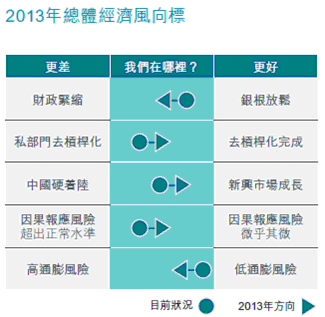 2013年總體經濟風向標
更差 我們在哪裡？ 更好
財政緊縮 銀根放鬆
私部門去槓桿化 去槓桿化完成
中國硬着陸 新興市場成長
因果報應風險 因果報應風險
超出正常水準 微乎其微
高通膨風險 低通膨風險
目前狀況 2013年方向